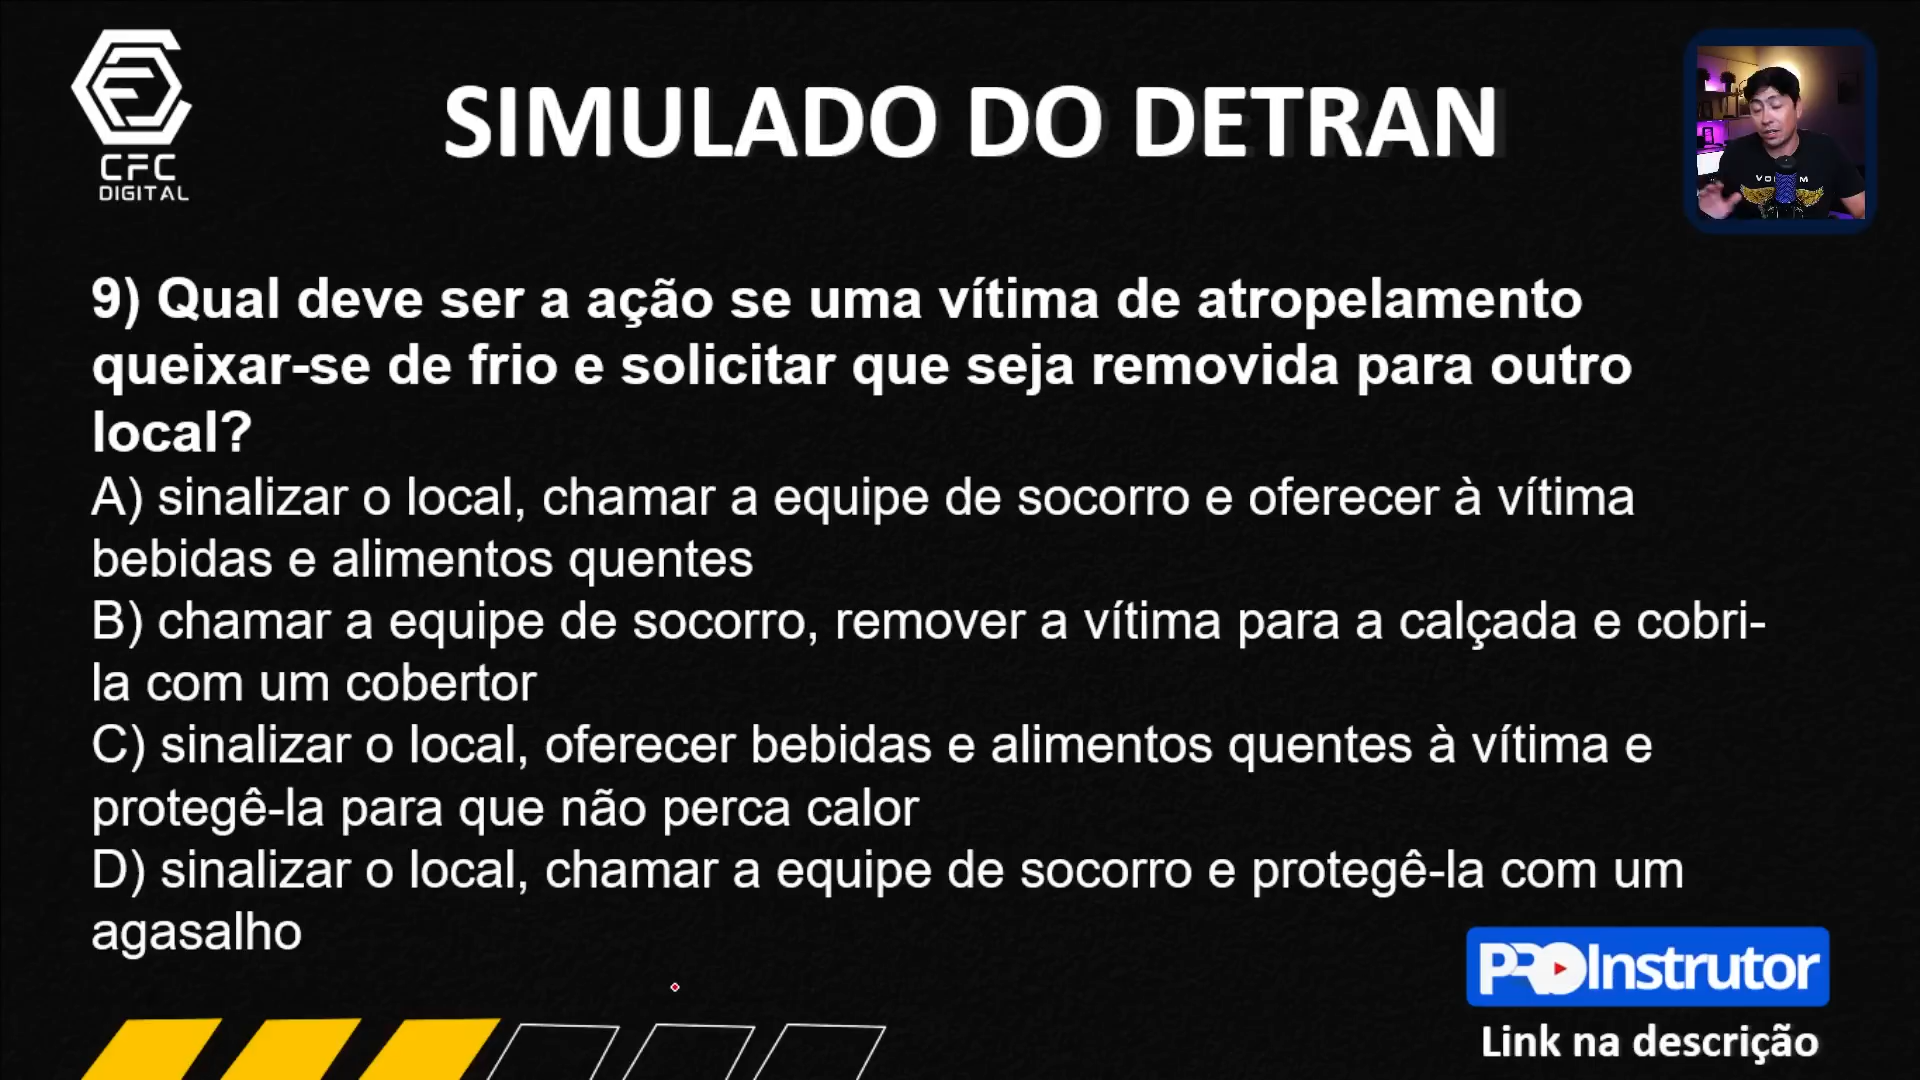 CFC
DIGITAL
SIMULADO DO DETRAN
9) Qual deve ser a ação se uma vítima de atropelamento
queixar-se de frio e solicitar que seja removida para outro
local?
A) sinalizar o local, chamar a equipe de socorro e oferecer à vítima
bebidas e alimentos quentes
B) chamar a equipe de socorro, remover a vítima para a calçada e cobri-
la com um cobertor
C) sinalizar o local, oferecer bebidas e alimentos quentes à vítima e
protegê-la para que não perca calor
D) sinalizar o local, chamar a equipe de socorro e protegê-la com um
agasalho
PROInstrutor
Link na descrição